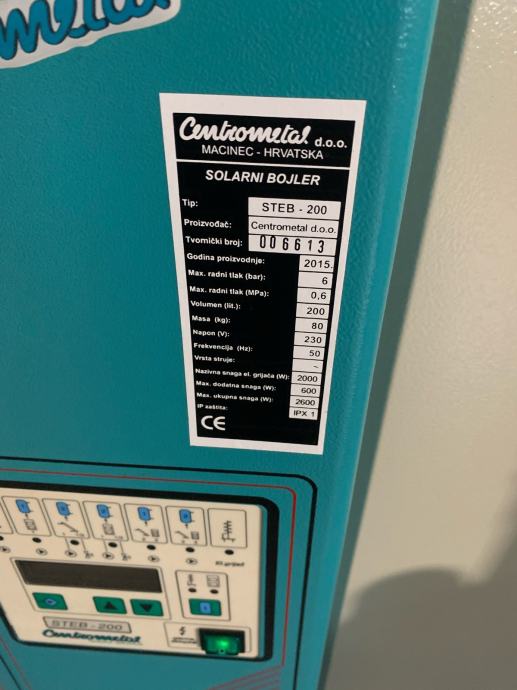 Centrometal d.o.o.
MACINEC - HRVATSKA
SOLARNI BOJLER
Tip: STEB - 200
Proizvođač: Centrometal d.o.o.
Tvornički broj: 006613
Godina proizvodnje: 2015.
Max. radni tlak (bar): 6
Max. radni tlak (MPa): 0,6
Volumen (lit.): 200
Masa (kg): 80
Napon (V): 230
Frekvencija (Hz): 50
Vrsta struje: ~
Nazivna snaga el. grijača (W): 2000
Max. dodatna snaga (W): 600
Max. ukupna snaga (W): 2600
IP zaštita: IPX 1
CE
El.grijač
STEB-200
Centrometal